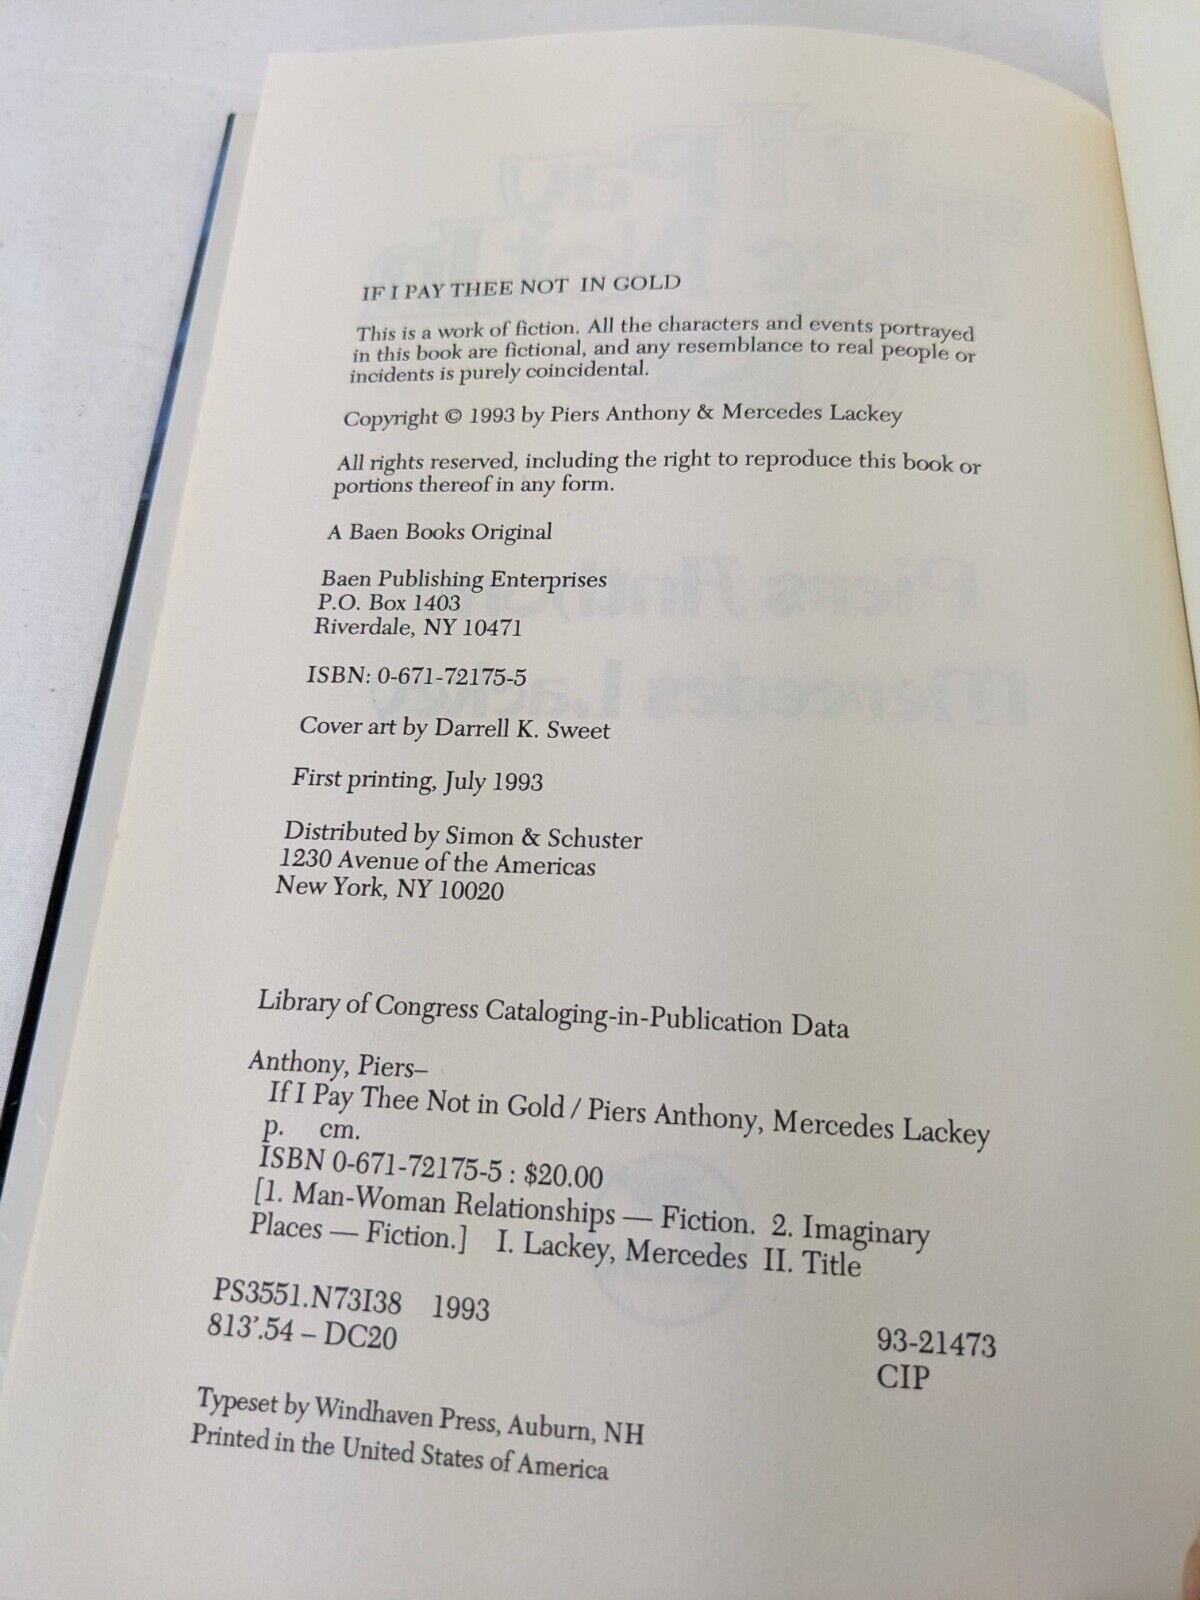 IF I PAY THEE NOT IN GOLD
This is a work of fiction. All the characters and events portrayed
in this book are fictional, and any resemblance to real people or
incidents is purely coincidental.
Copyright © 1993 by Piers Anthony & Mercedes Lackey
All rights reserved, including the right to reproduce this book or
portions thereof in any form.
A Baen Books Original
Baen Publishing Enterprises
P.O. Box 1403
Riverdale, NY 10471
ISBN: 0-671-72175-5
Cover art by Darrell K. Sweet
First printing, July 1993
Distributed by Simon & Schuster
1230 Avenue of the Americas
New York, NY 10020
Library of Congress Cataloging-in-Publication Data
Anthony, Piers–
If I Pay Thee Not in Gold / Piers Anthony, Mercedes Lackey
p. cm.
ISBN 0-671-72175-5 : $20.00
[1. Man-Woman Relationships — Fiction. 2. Imaginary
Places — Fiction.] I. Lackey, Mercedes II. Title
PS3551.N73I38 1993
813’.54 – DC20
93-21473
CIP
Typeset by Windhaven Press, Auburn, NH
Printed in the United States of America